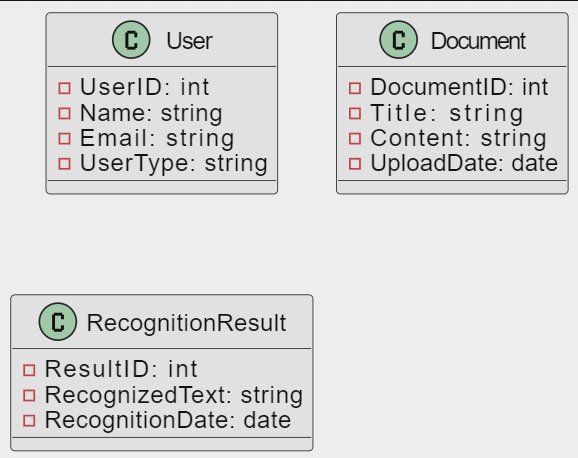 C User
UserID: int
Name: string
Email: string
UserType: string
C Document
DocumentID: int
Title: string
Content: string
UploadDate: date
C RecognitionResult
ResultID: int
RecognizedText: string
RecognitionDate: date